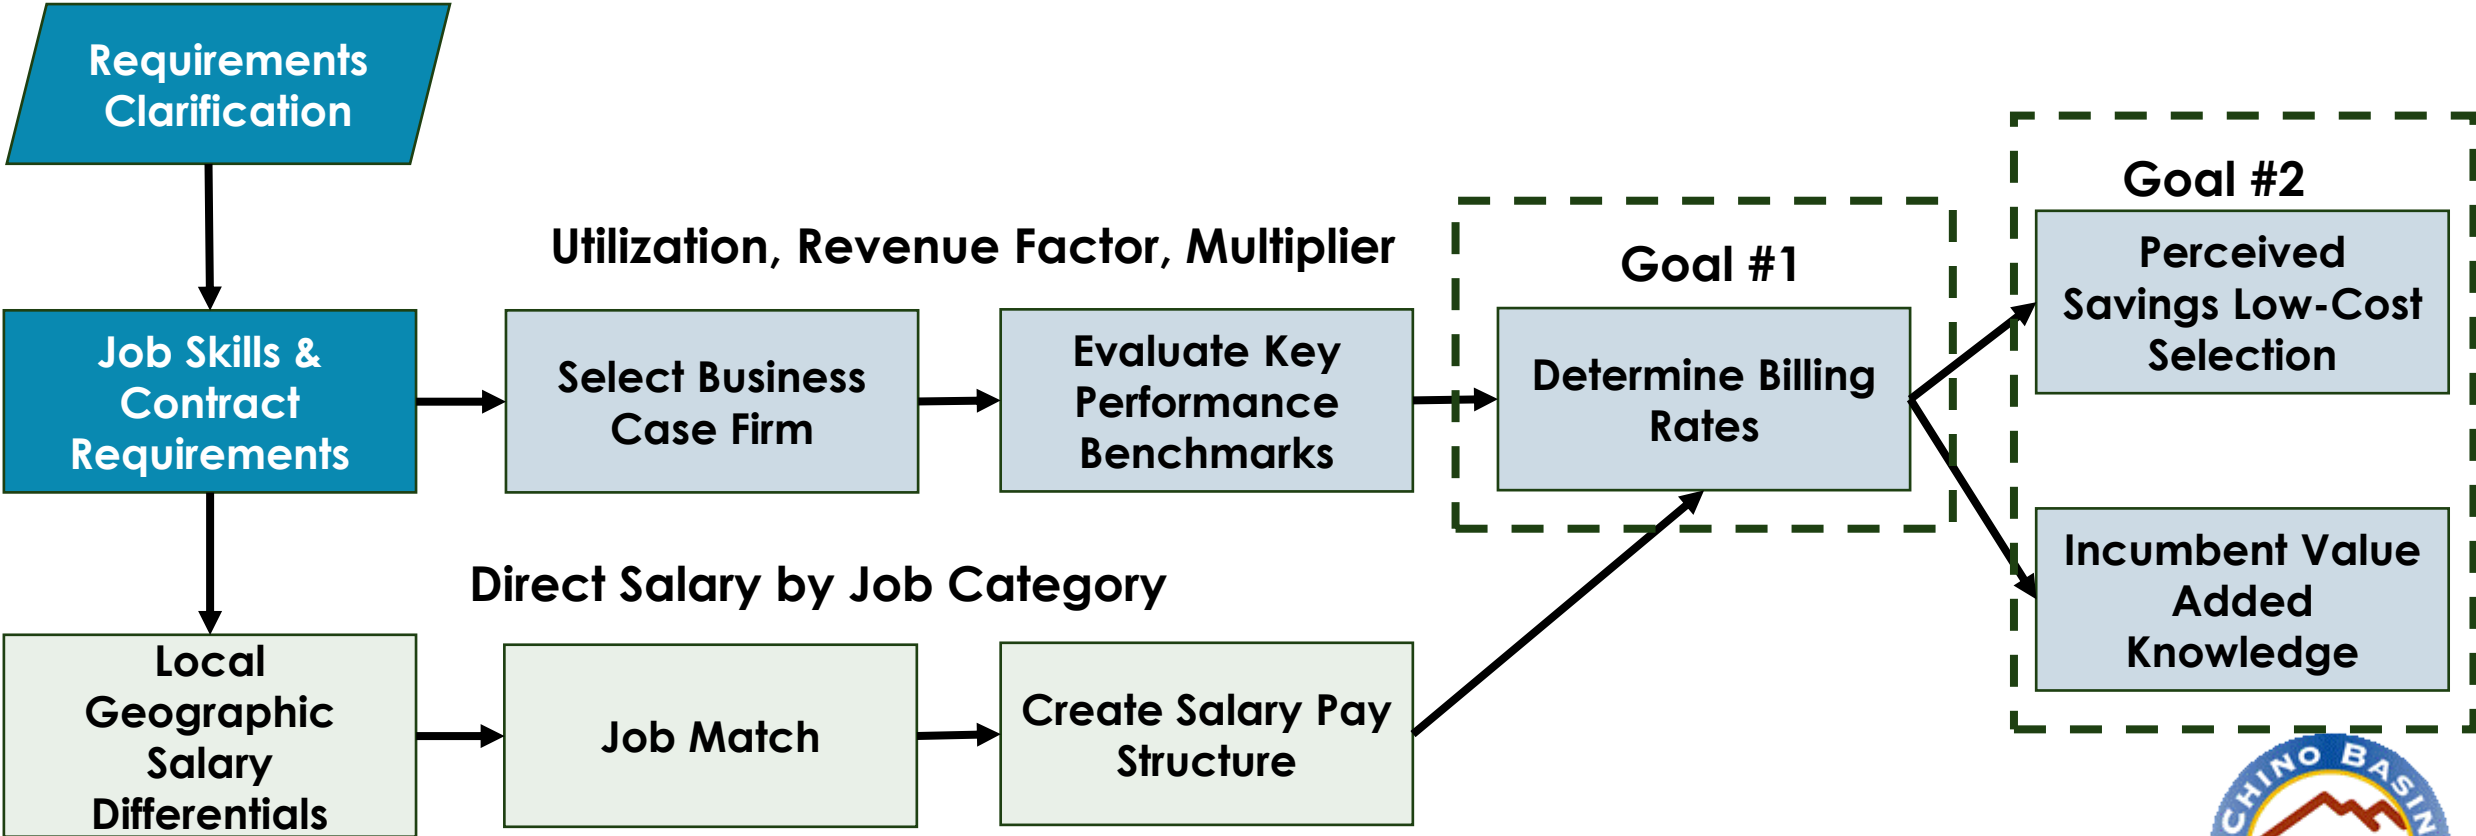 Requirements
Clarification
Goal #2
Utilization, Revenue Factor, Multiplier
Goal #1
Perceived
Savings Low-Cost
Selection
Job Skills &
Contract
Requirements
Select Business
Case Firm
Evaluate Key
Performance
Benchmarks
Determine Billing
Rates
Incumbent Value
Added
Knowledge
Direct Salary by Job Category
Local
Geographic
Salary
Differentials
Job Match
Create Salary Pay
Structure
CHINO BASIN